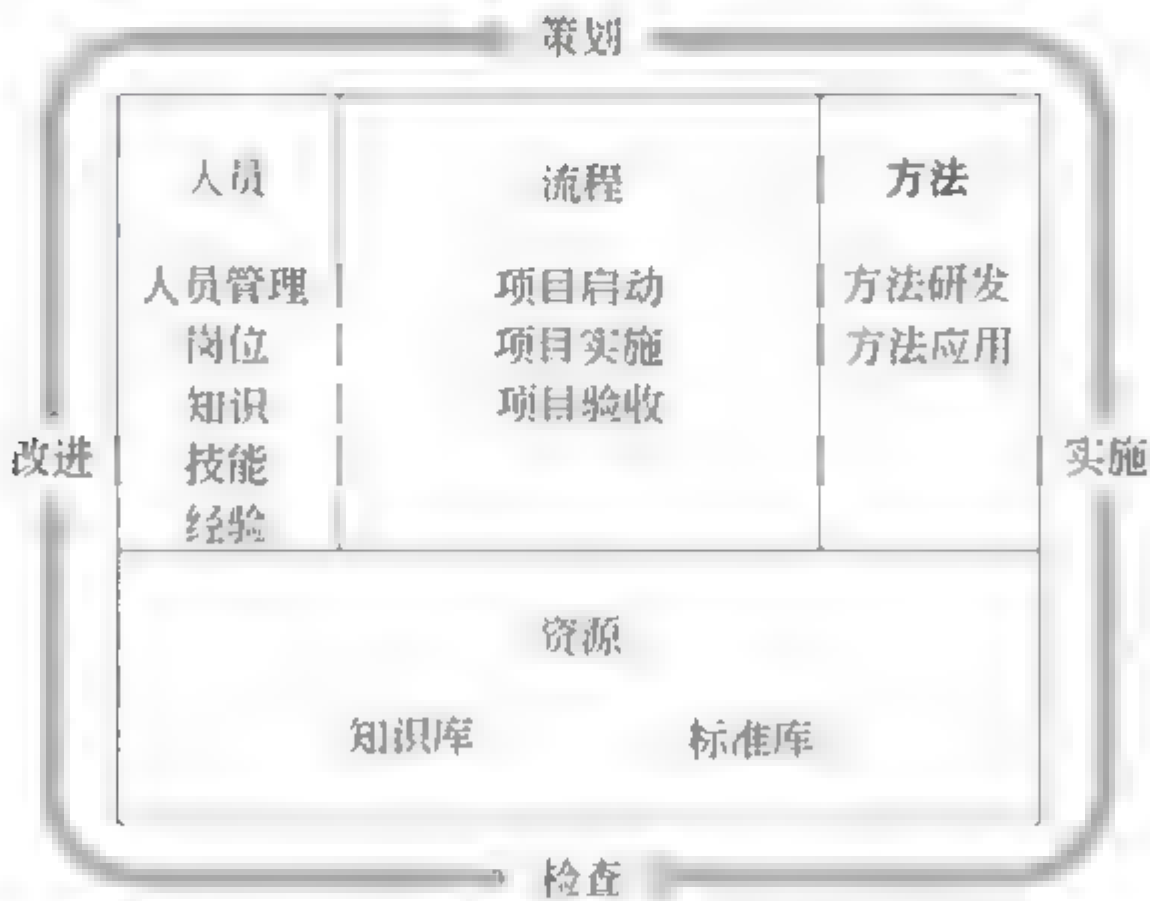 策划
人员 流程 方法
人员管理 项目启动 方法研发
岗位 项目实施 方法应用
知识 项目验收
改进 技能 实施
经验
资源
知识库 标准库
检查